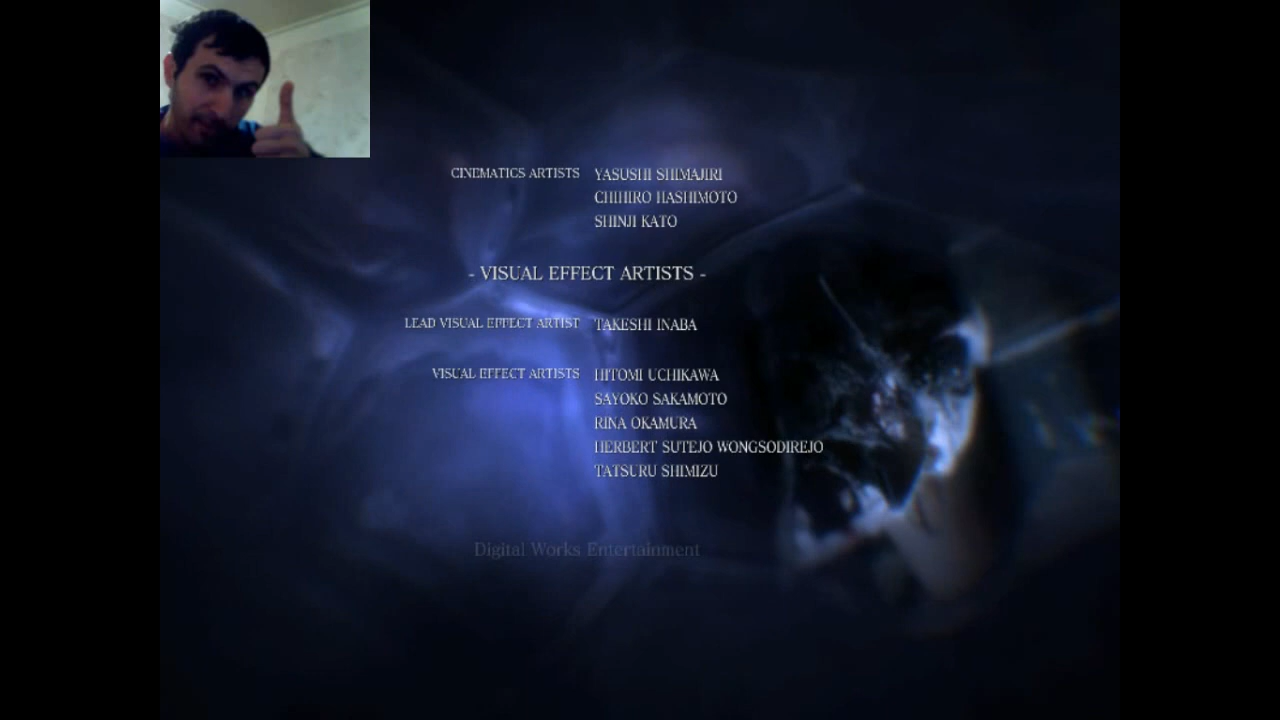 CINEMATICS ARTISTS YASUSHI SHIMAJIRI
CHIHIRO HASHIMOTO
SHINJI KATO
- VISUAL EFFECT ARTISTS -
LEAD VISUAL EFFECT ARTIST TAKESHI INABA
VISUAL EFFECT ARTISTS HITOMI UCHIKAWA
SAYOKO SAKAMOTO
RINA OKAMURA
HERBERT SUTEJO WONGSODIREJO
TATSURU SHIMIZU
Digital Works Entertainment